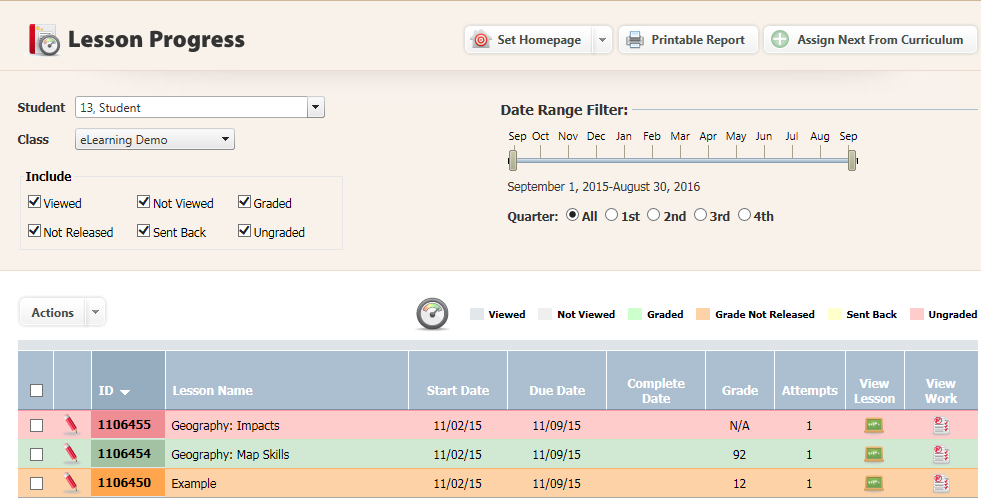 Lesson Progress
Set Homepage
Printable Report
Assign Next From Curriculum
Student 13, Student
Class eLearning Demo
Include
Viewed Not Viewed Graded
Not Released Sent Back Ungraded
Date Range Filter:
Sep Oct Nov Dec Jan Feb Mar Apr May Jun Jul Aug Sep
September 1, 2015-August 30, 2016
Quarter: All 1st 2nd 3rd 4th
Actions
Viewed Not Viewed Graded Grade Not Released Sent Back Ungraded
ID Lesson Name Start Date Due Date Complete Date Grade Attempts View Lesson View Work
1106455 Geography: Impacts 11/02/15 11/09/15 N/A 1
1106454 Geography: Map Skills 11/02/15 11/09/15 92 1
1106450 Example 11/02/15 11/09/15 12 1